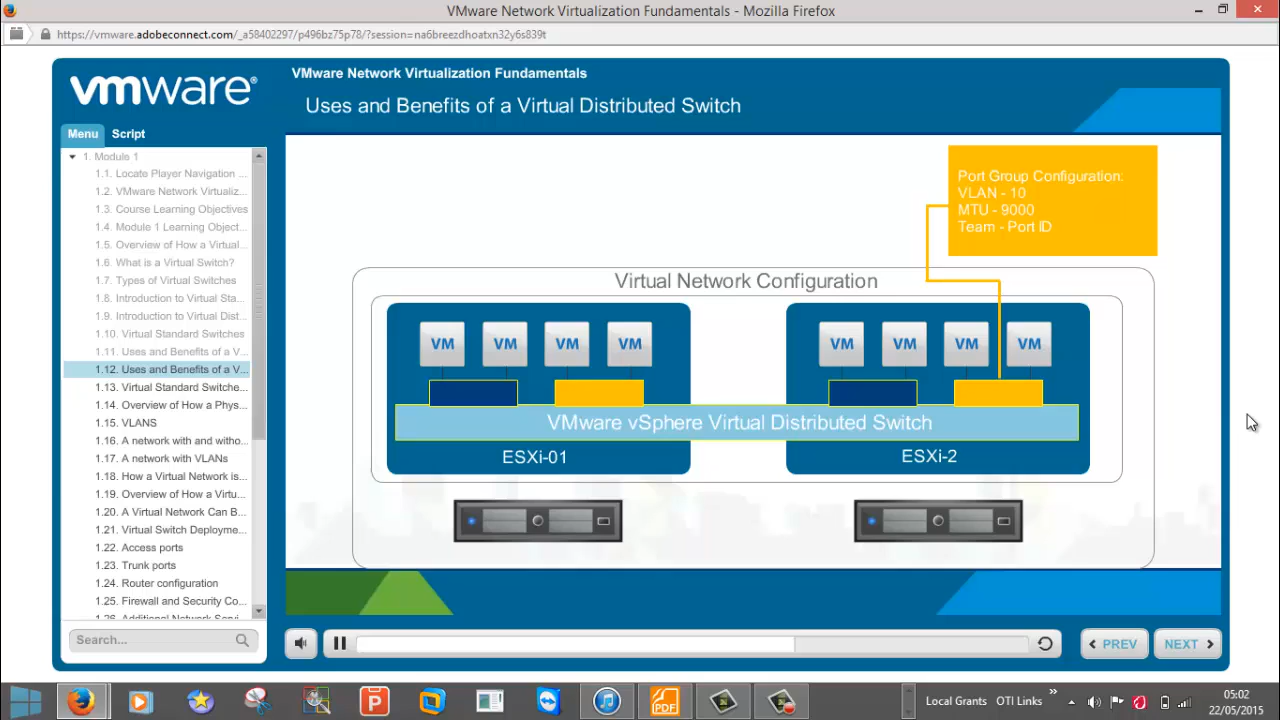 VMware Network Virtualization Fundamentals - Mozilla Firefox
https://vmware.adobeconnect.com/_a58402297/p496bz75p78/?session=na6breezdhoatxn32y6s839t
vmware®
VMware Network Virtualization Fundamentals
Uses and Benefits of a Virtual Distributed Switch
Menu
Script
1. Module 1
1.1. Locate Player Navigation ...
1.2. VMware Network Virtualiz...
1.3. Course Learning Objectives
1.4. Module 1 Learning Object...
1.5. Overview of How a Virtual...
1.6. What is a Virtual Switch?
1.7. Types of Virtual Switches
1.8. Introduction to Virtual Sta...
1.9. Introduction to Virtual Dist...
1.10. Virtual Standard Switches
1.11. Uses and Benefits of a V...
1.12. Uses and Benefits of a V...
1.13. Virtual Standard Switche...
1.14. Overview of How a Phys...
1.15. VLANS
1.16. A network with and witho...
1.17. A network with VLANs
1.18. How a Virtual Network is...
1.19. Overview of How a Virtu...
1.20. A Virtual Network Can B...
1.21. Virtual Switch Deployme...
1.22. Access ports
1.23. Trunk ports
1.24. Router configuration
1.25. Firewall and Security Co...
1.26. Additional Network Servi...
Search...
Port Group Configuration:
VLAN - 10
MTU - 9000
Team - Port ID
Virtual Network Configuration
VM VM VM VM
VM VM VM VM
VMware vSphere Virtual Distributed Switch
ESXi-01
ESXi-2
PREV
NEXT
PDF
Local Grants
OTI Links
05:02
22/05/2015